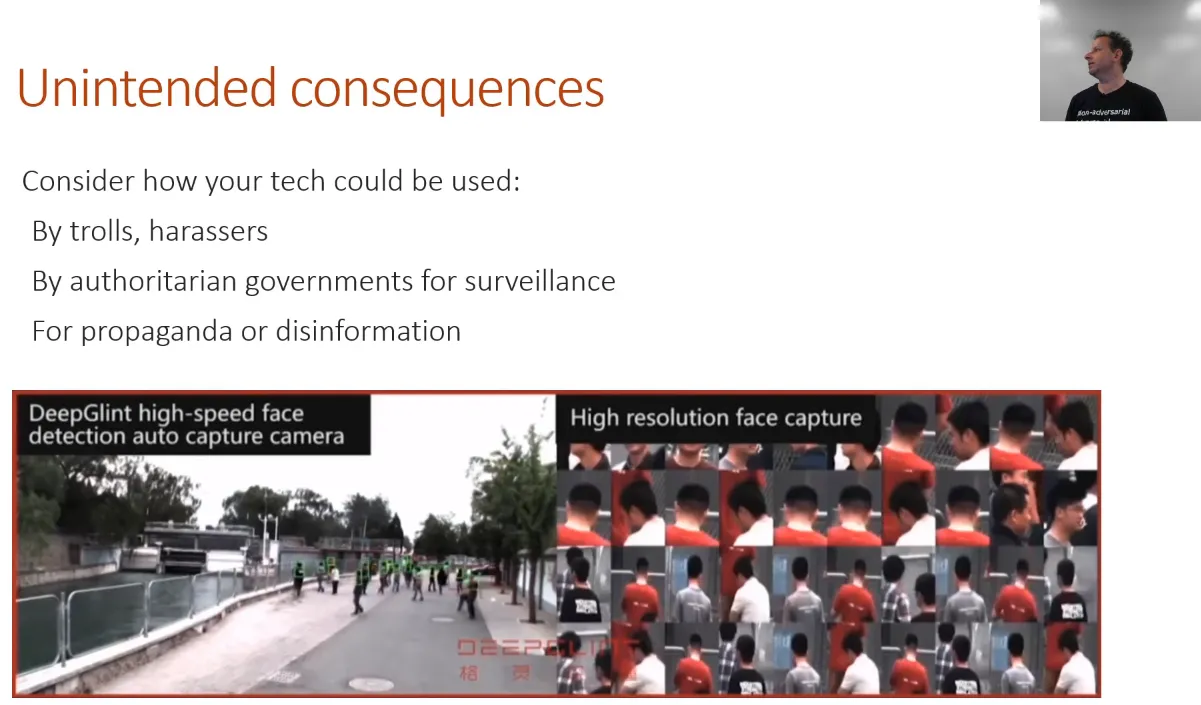 Unintended consequences
Consider how your tech could be used:
By trolls, harassers
By authoritarian governments for surveillance
For propaganda or disinformation
DeepGlint high-speed face
detection auto capture camera
High resolution face capture
non-adversarial
DEEPGLINT
格灵